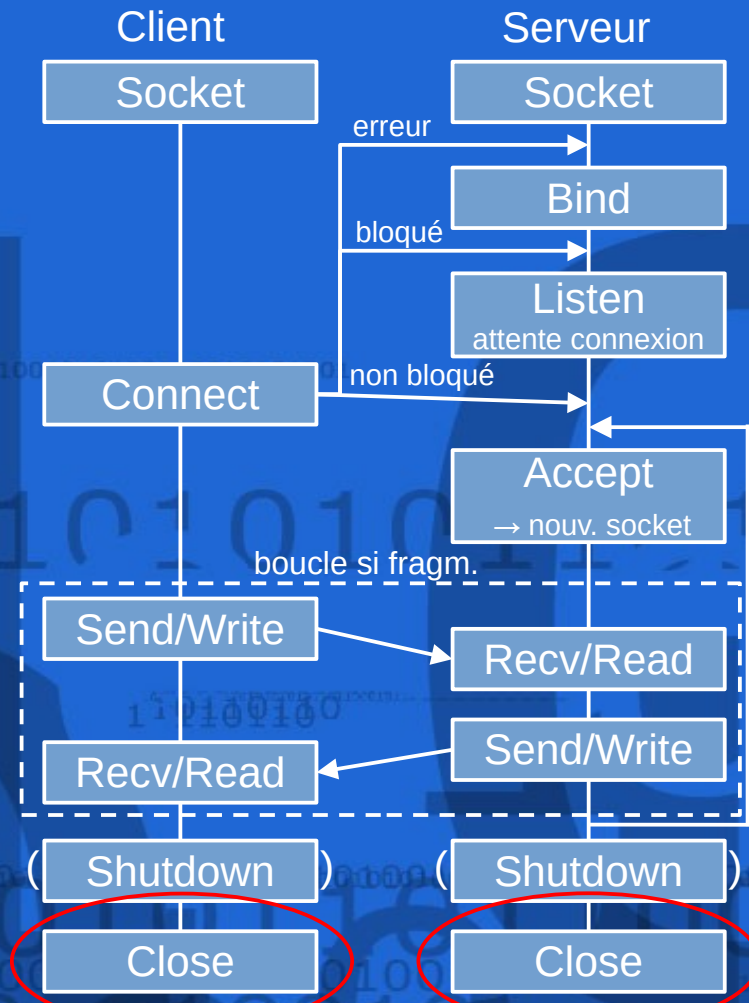 Client
Serveur
Socket
Socket
erreur
Bind
bloqué
Listen
attente connexion
non bloqué
Connect
Accept
→ nouv. socket
boucle si fragm.
Send/Write
Recv/Read
Send/Write
Recv/Read
( Shutdown )
( Shutdown )
Close
Close